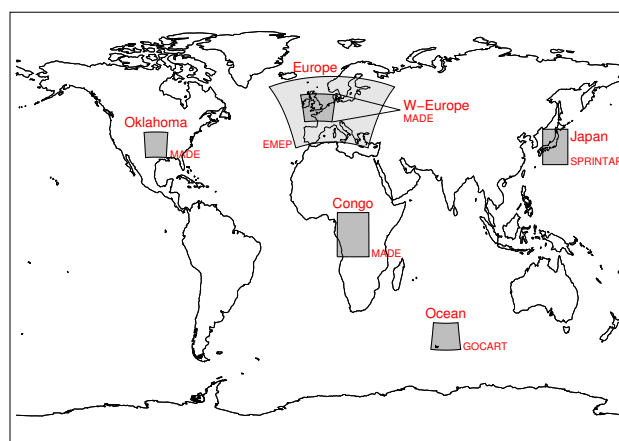 Europe
W-Europe
MADE
Oklahoma
MADE
EMEP
Japan
SPRINTAR
Congo
MADE
Ocean
GOCART